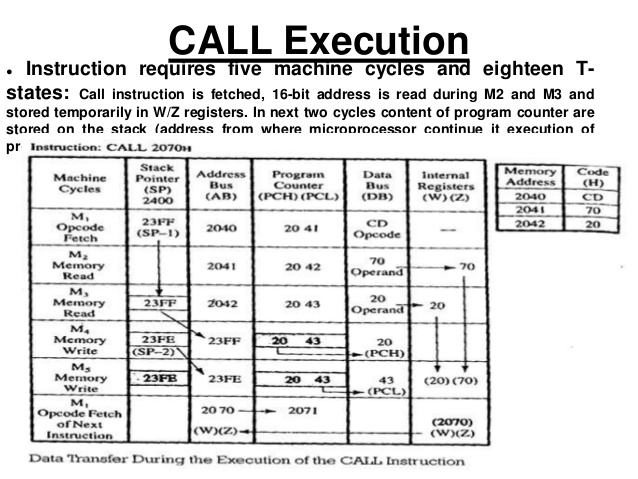 CALL Execution
• Instruction requires five machine cycles and eighteen T-
states: Call instruction is fetched, 16-bit address is read during M2 and M3 and
stored temporarily in W/Z registers. In next two cycles content of program counter are
stored on the stack (address from where microprocessor continue it execution of
pr
Instruction: CALL 2070H
Machine Cycles | Stack Pointer (SP) 2400 | Address Bus (AB) | Program Counter (PCH) (PCL) | Data Bus (DB) | Internal Registers (W) (Z)
M1 Opcode Fetch | 23FF (SP-1) | 2040 | 20 41 | CD Opcode | —
M2 Memory Read | 2041 | 20 42 | 70 Operand | 70
M3 Memory Read | 23FF | 2042 | 20 43 | 20 Operand | 20
M4 Memory Write | 23FE (SP-2) | 23FF | 20 43 | 20 (PCH)
M5 Memory Write | 23FE | 23FE | 20 43 | 43 (PCL) | (20) (70)
M1 Opcode Fetch of Next Instruction | 2070 (W)(Z) | 2071 | (2070) (W)(Z)
Memory Address | Code (H)
2040 | CD
2041 | 70
2042 | 20
Data Transfer During the Execution of the CALL Instruction